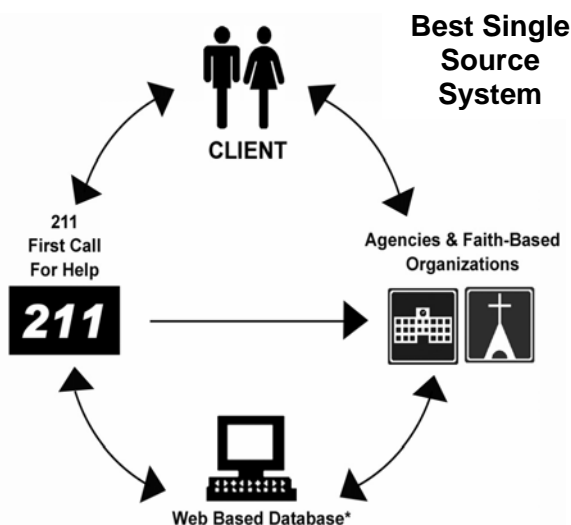 Best Single
Source
System
CLIENT
211
First Call
For Help
211
Agencies & Faith-Based
Organizations
Web Based Database*